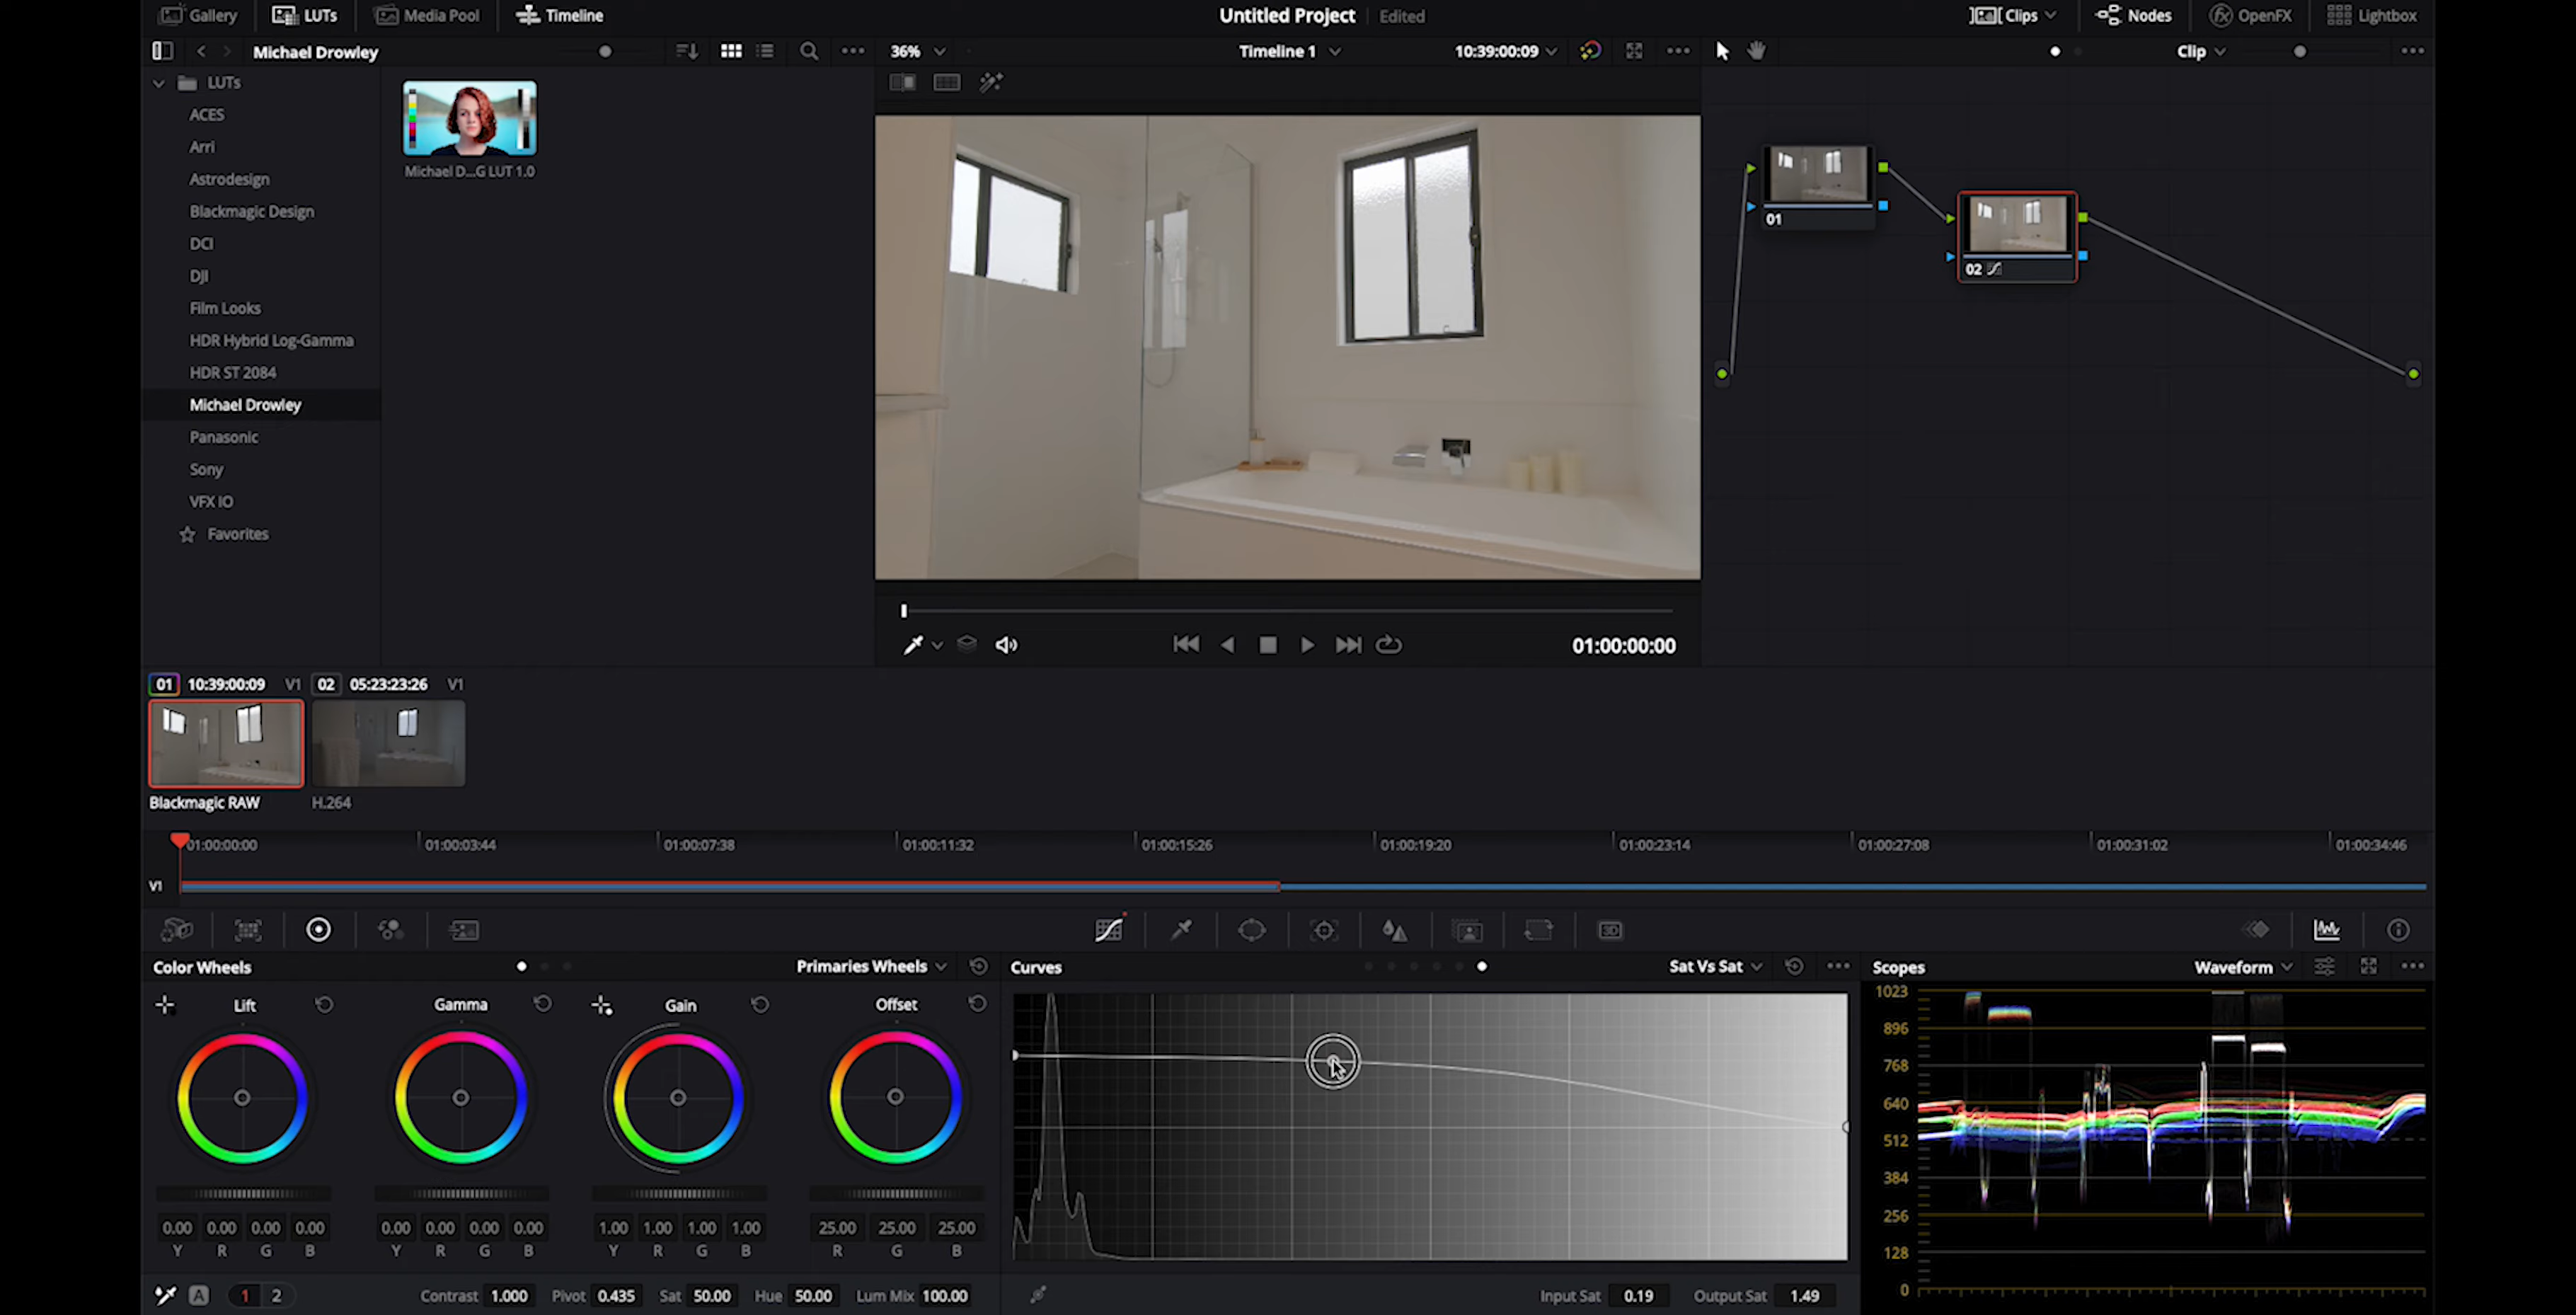 Gallery LUTs Media Pool Timeline Untitled Project Edited Clips Nodes OpenFX Lightbox
Michael Drowley 36% Timeline 1 10:39:00:09 Clip
LUTs
ACES
Arri
Astrodesign
Blackmagic Design
DCI
DJI
Film Looks
HDR Hybrid Log-Gamma
HDR ST 2084
Michael Drowley
Panasonic
Sony
VFX IO
Favorites
Michael D...G LUT 1.0
01
02
01:00:00:00
01 10:39:00:09 V1 02 05:23:23:26 V1
Blackmagic RAW H.264
01:00:00:00 01:00:03:44 01:00:07:38 01:00:11:32 01:00:15:26 01:00:19:20 01:00:23:14 01:00:27:08 01:00:31:02 01:00:34:46
V1
3D
Color Wheels Primaries Wheels Curves Sat Vs Sat Scopes Waveform
Lift Gamma Gain Offset
1023
896
768
640
512
384
256
128
0
0.00 0.00 0.00 0.00 0.00 0.00 0.00 0.00 1.00 1.00 1.00 1.00 25.00 25.00 25.00
Y R G B Y R G B Y R G B R G B
A 1 2 Contrast 1.000 Pivot 0.435 Sat 50.00 Hue 50.00 Lum Mix 100.00 Input Sat 0.19 Output Sat 1.49